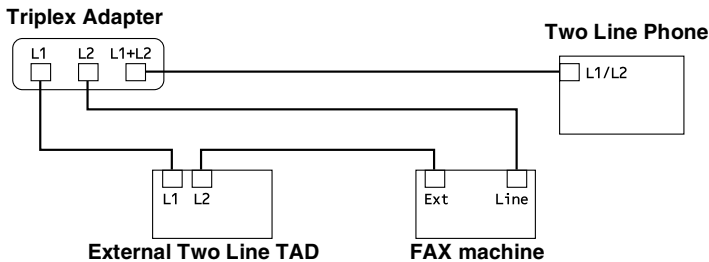 Triplex Adapter
L1 L2 L1+L2
Two Line Phone
L1/L2
L1 L2
Ext Line
External Two Line TAD
FAX machine